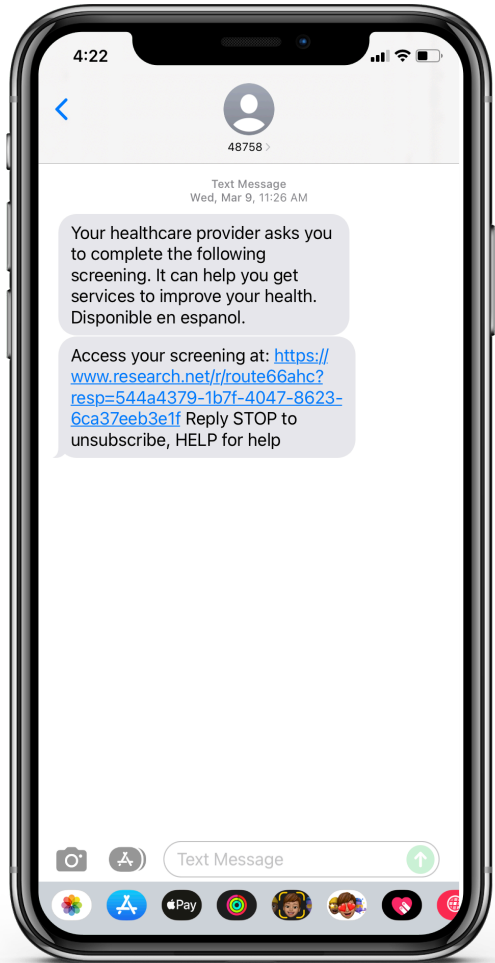 4:22
48758
Text Message
Wed, Mar 9, 11:26 AM
Your healthcare provider asks you
to complete the following
screening. It can help you get
services to improve your health.
Disponible en espanol.
Access your screening at: https://
www.research.net/r/route66ahc?
resp=544a4379-1b7f-4047-8623-
6ca37eeb3e1f Reply STOP to
unsubscribe, HELP for help
Text Message
Pay